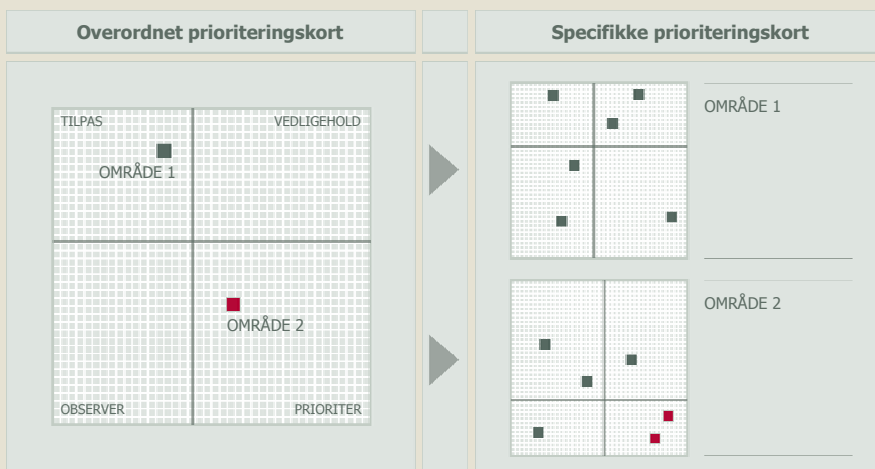 Overordnet prioriteringskort
Specifikke prioriteringskort
TILPAS
VEDLIGEHOLD
OMRÅDE 1
OMRÅDE 2
OBSERVER
PRIORITER
OMRÅDE 1
OMRÅDE 2